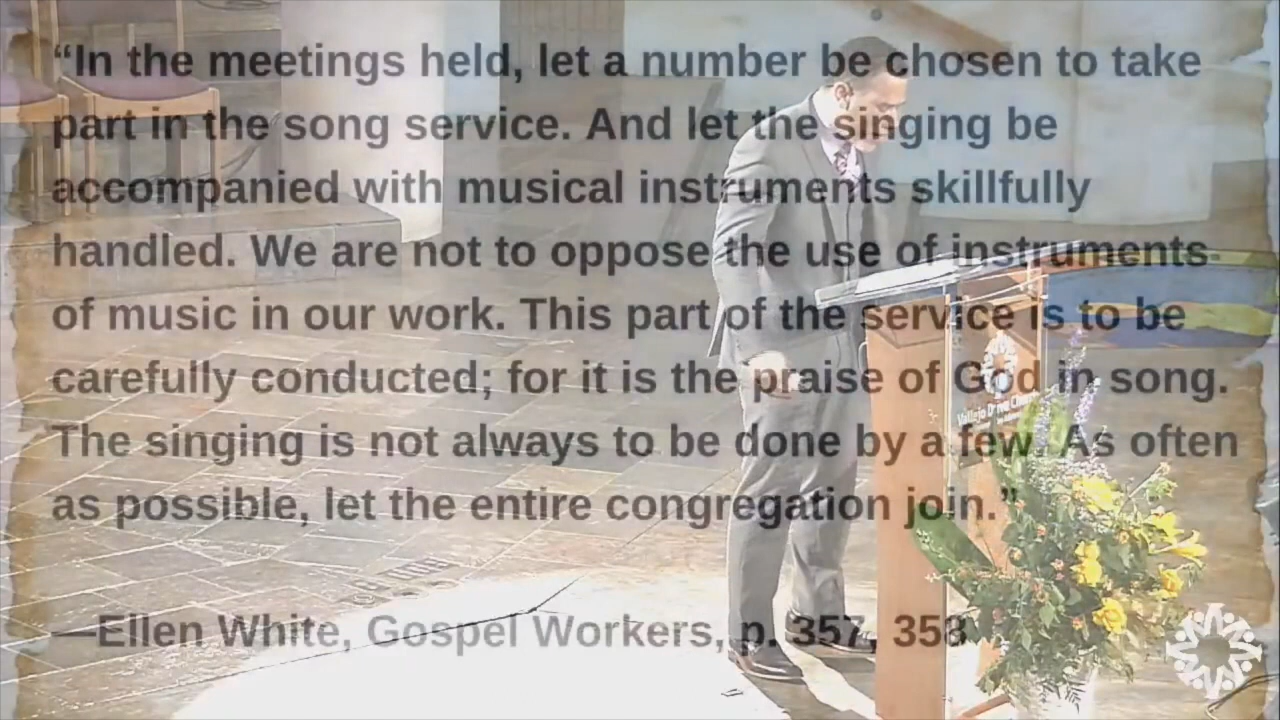 “In the meetings held, let a number be chosen to take
part in the song service. And let the singing be
accompanied with musical instruments skillfully
handled. We are not to oppose the use of instruments
of music in our work. This part of the service is to be
carefully conducted; for it is the praise of God in song.
The singing is not always to be done by a few. As often
as possible, let the entire congregation join.”
—Ellen White, Gospel Workers, p. 357, 358
Vallejo Drive Church